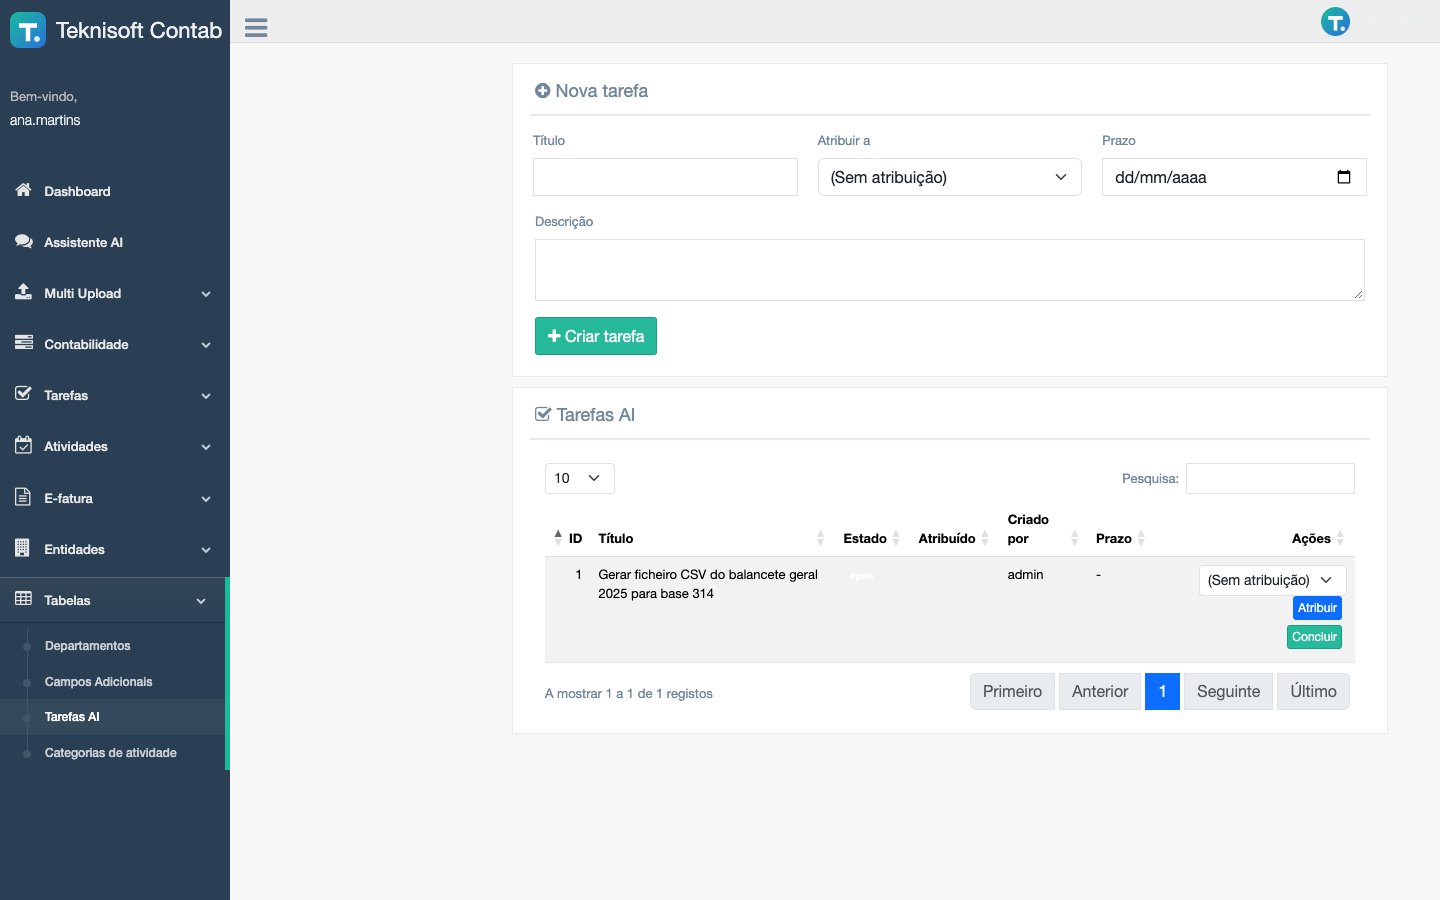 T. Teknisoft Contab
T.
Bem-vindo,
ana.martins
Dashboard
Assistente AI
Multi Upload
Contabilidade
Tarefas
Atividades
E-fatura
Entidades
Tabelas
Departamentos
Campos Adicionais
Tarefas AI
Categorias de atividade
Nova tarefa
Título Atribuir a Prazo
(Sem atribuição) dd/mm/aaaa
Descrição
Criar tarefa
Tarefas AI
10 Pesquisa:
ID Título Estado Atribuído Criado por Prazo Ações
1 Gerar ficheiro CSV do balancete geral open admin - (Sem atribuição)
2025 para base 314
Atribuir
Concluir
A mostrar 1 a 1 de 1 registos Primeiro Anterior 1 Seguinte Último